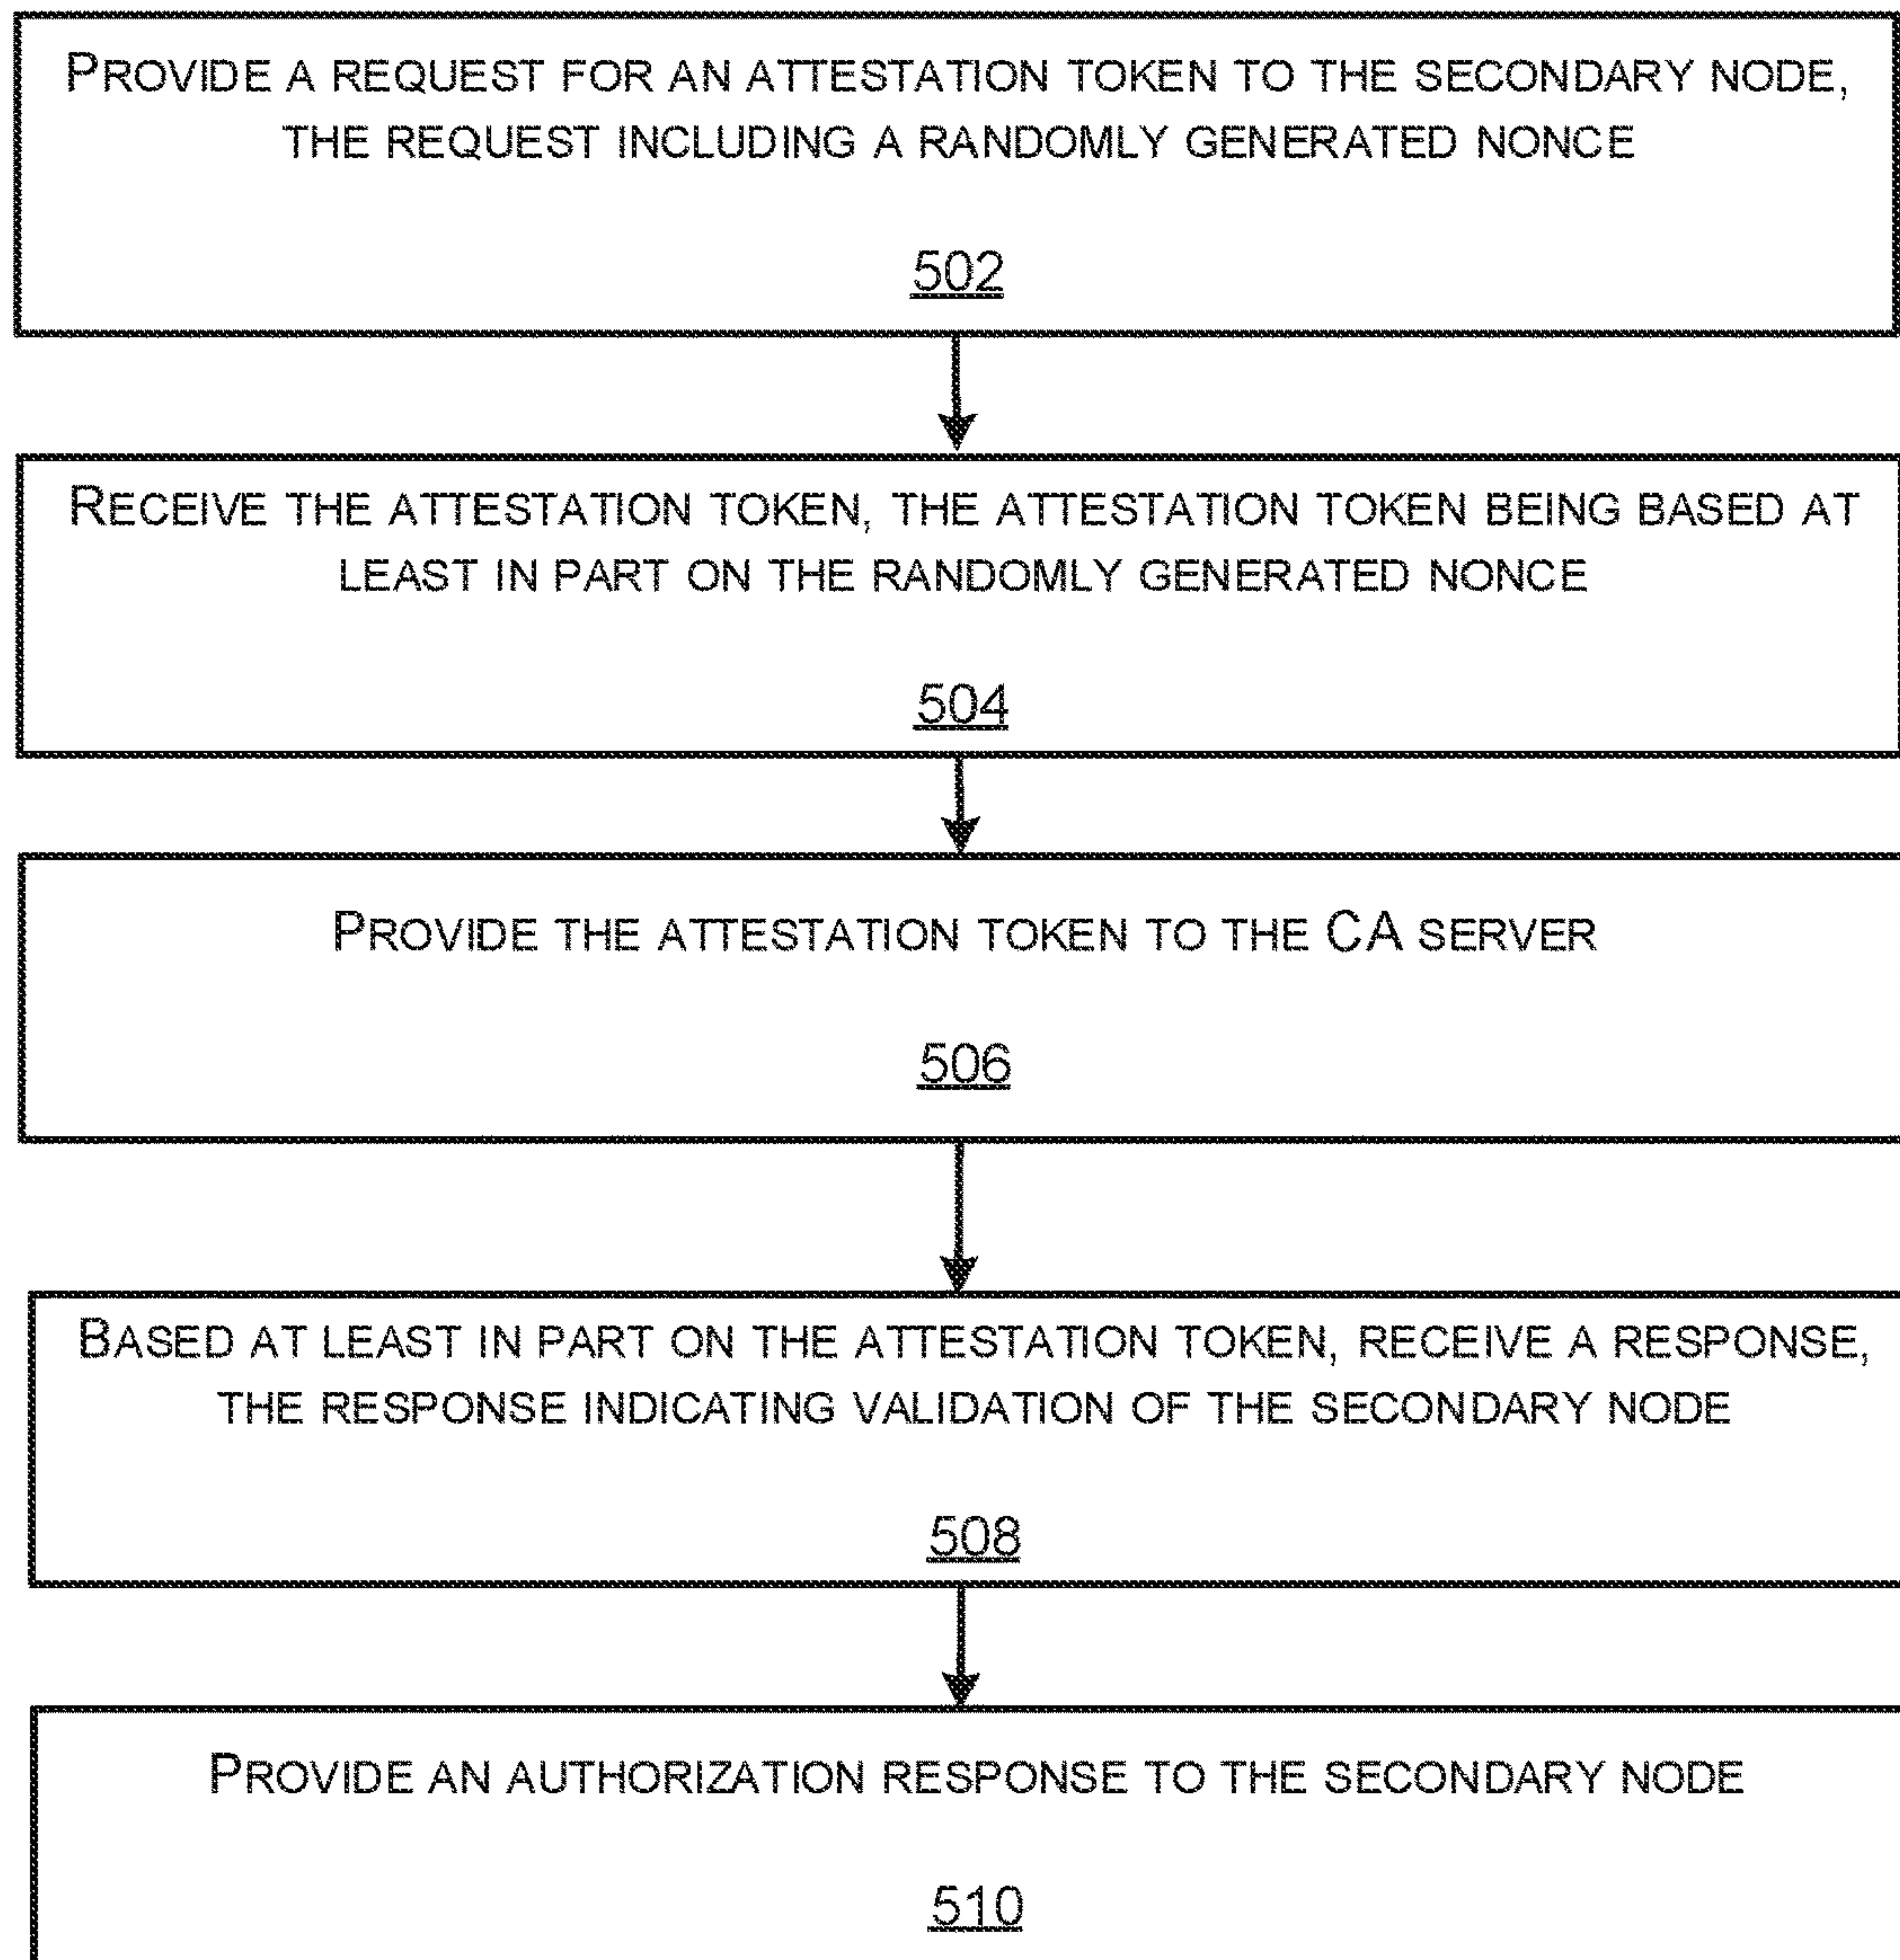 PROVIDE A REQUEST FOR AN ATTESTATION TOKEN TO THE SECONDARY NODE,
THE REQUEST INCLUDING A RANDOMLY GENERATED NONCE
502
RECEIVE THE ATTESTATION TOKEN, THE ATTESTATION TOKEN BEING BASED AT
LEAST IN PART ON THE RANDOMLY GENERATED NONCE
504
PROVIDE THE ATTESTATION TOKEN TO THE CA SERVER
506
BASED AT LEAST IN PART ON THE ATTESTATION TOKEN, RECEIVE A RESPONSE,
THE RESPONSE INDICATING VALIDATION OF THE SECONDARY NODE
508
PROVIDE AN AUTHORIZATION RESPONSE TO THE SECONDARY NODE
510